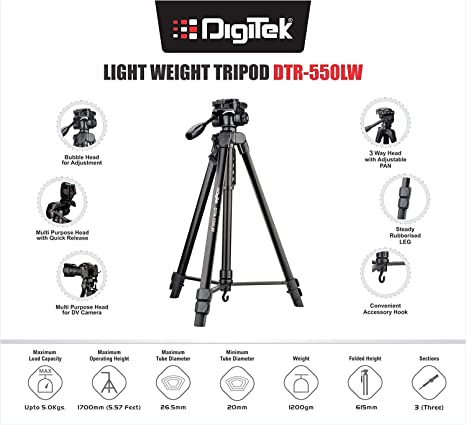 DIGITEK®
LIGHT WEIGHT TRIPOD DTR-550LW
Bubble Head
for Adjustment
3 Way Head
with Adjustable
PAN
Multi Purpose Head
with Quick Release
Steady
Rubberised
LEG
Multi Purpose Head
for DV Camera
Convenient
Accessory Hook
Maximum
Load Capacity
Maximum
Operating Height
Maximum
Tube Diameter
Minimum
Tube Diameter
Weight
Folded Height
Sections
MAX
Upto 5.0Kgs.
1700mm (5.57 Feet)
26.5mm
20mm
1200gm
615mm
3 (Three)